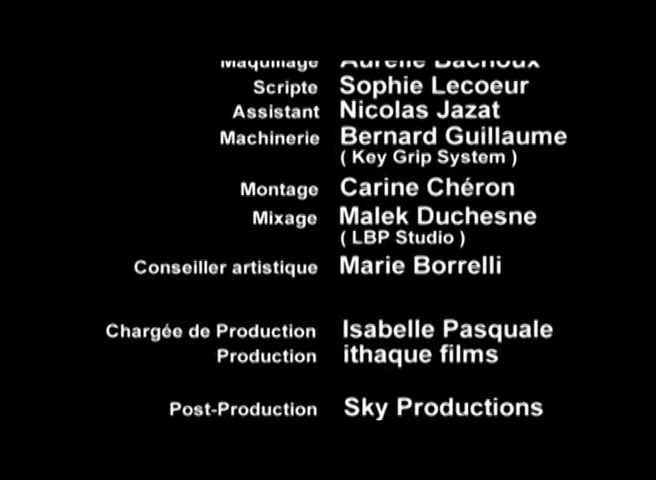 Maquillage Aurelie Bachoux
Scripte Sophie Lecoeur
Assistant Nicolas Jazat
Machinerie Bernard Guillaume
( Key Grip System )
Montage Carine Chéron
Mixage Malek Duchesne
( LBP Studio )
Conseiller artistique Marie Borrelli
Chargée de Production Isabelle Pasquale
Production ithaque films
Post-Production Sky Productions